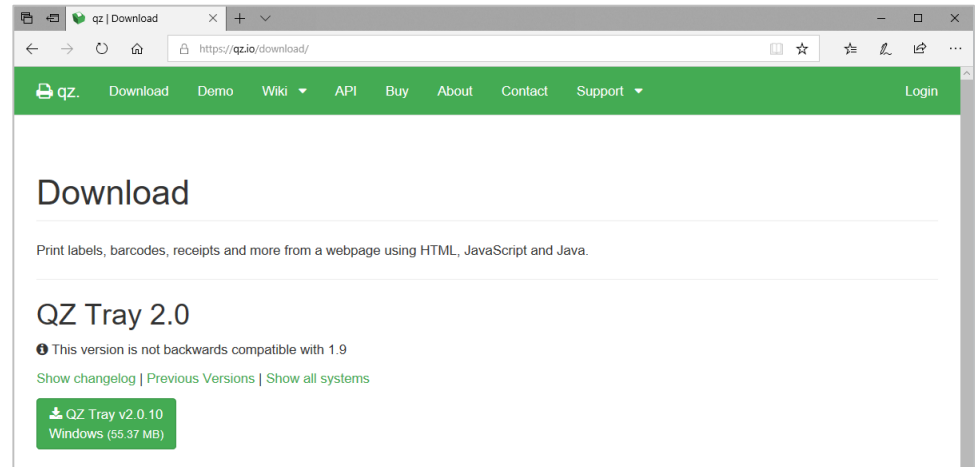 qz | Download
https://qz.io/download/
qz. Download Demo Wiki API Buy About Contact Support Login
Download
Print labels, barcodes, receipts and more from a webpage using HTML, JavaScript and Java.
QZ Tray 2.0
This version is not backwards compatible with 1.9
Show changelog | Previous Versions | Show all systems
QZ Tray v2.0.10
Windows (55.37 MB)